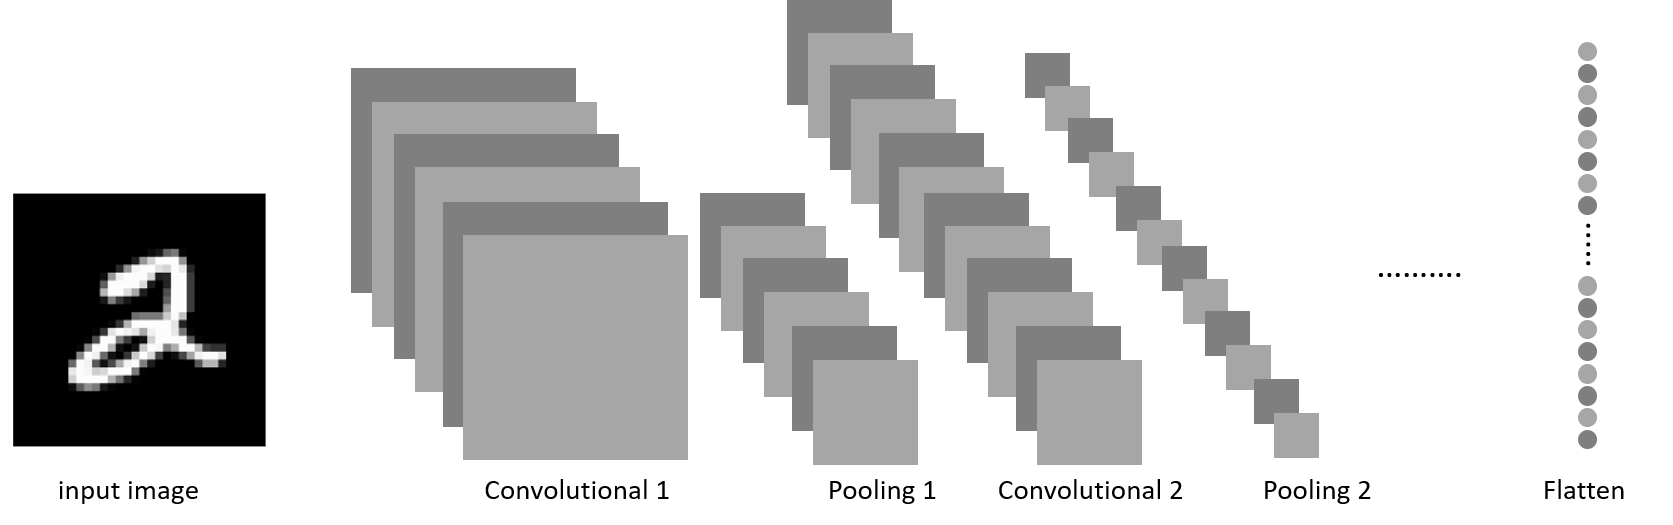 input image
Convolutional 1
Pooling 1
Convolutional 2
Pooling 2
Flatten